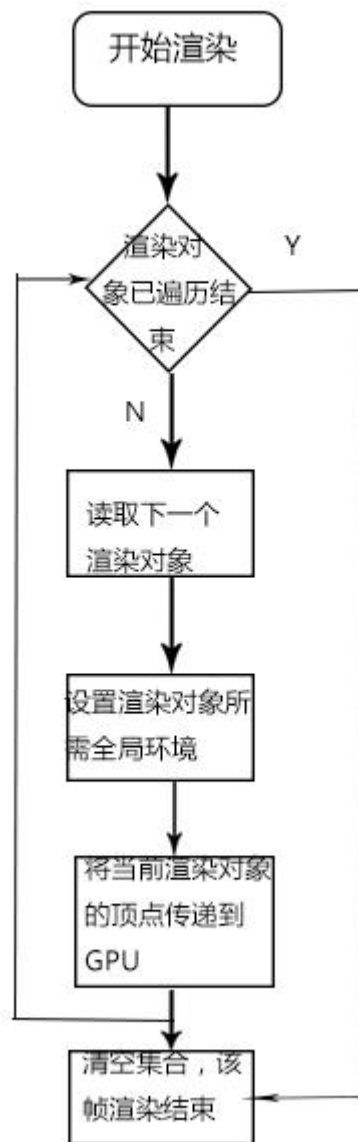 开始渲染
渲染对
象已遍历结
束
Y
N
读取下一个
渲染对象
设置渲染对象所
需全局环境
将当前渲染对象
的顶点传递到
GPU
清空集合，该
帧渲染结束